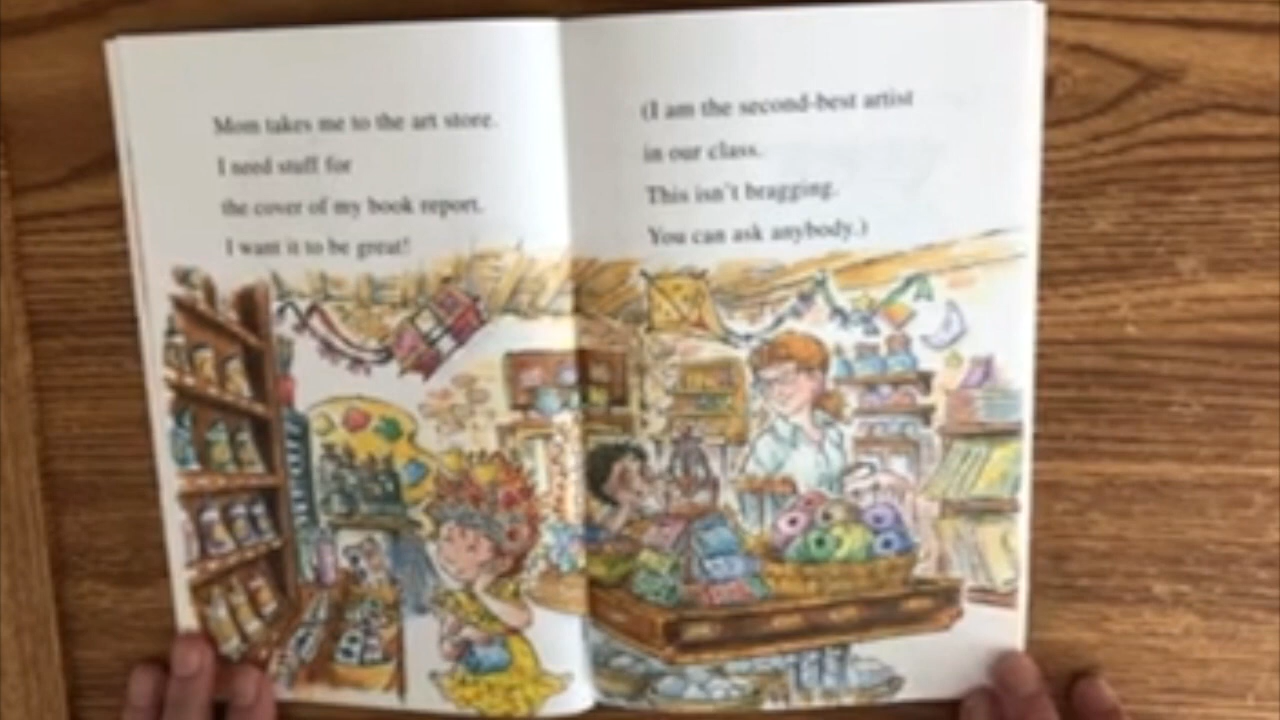 Mom takes me to the art store.
I need stuff for
the cover of my book report.
I want it to be great!
(I am the second-best artist
in our class.
This isn't bragging.
You can ask anybody.)